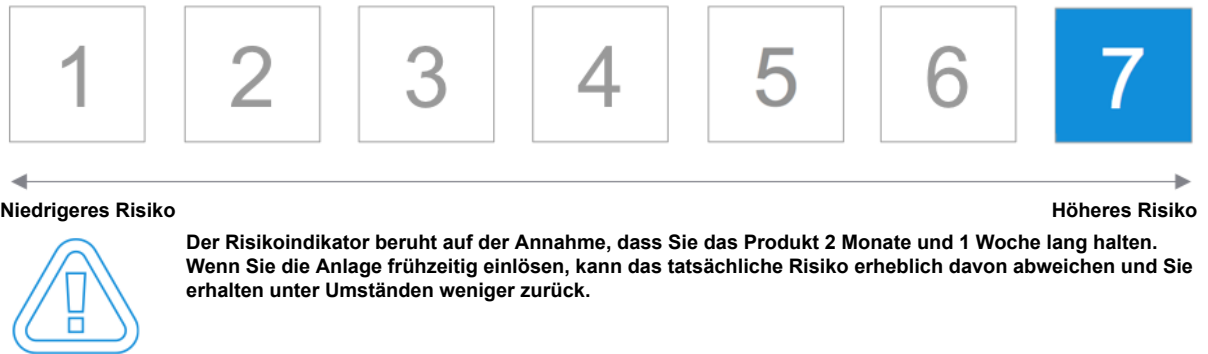 1 2 3 4 5 6 7
Niedrigeres Risiko Höheres Risiko
Der Risikoindikator beruht auf der Annahme, dass Sie das Produkt 2 Monate und 1 Woche lang halten.
Wenn Sie die Anlage frühzeitig einlösen, kann das tatsächliche Risiko erheblich davon abweichen und Sie
erhalten unter Umständen weniger zurück.